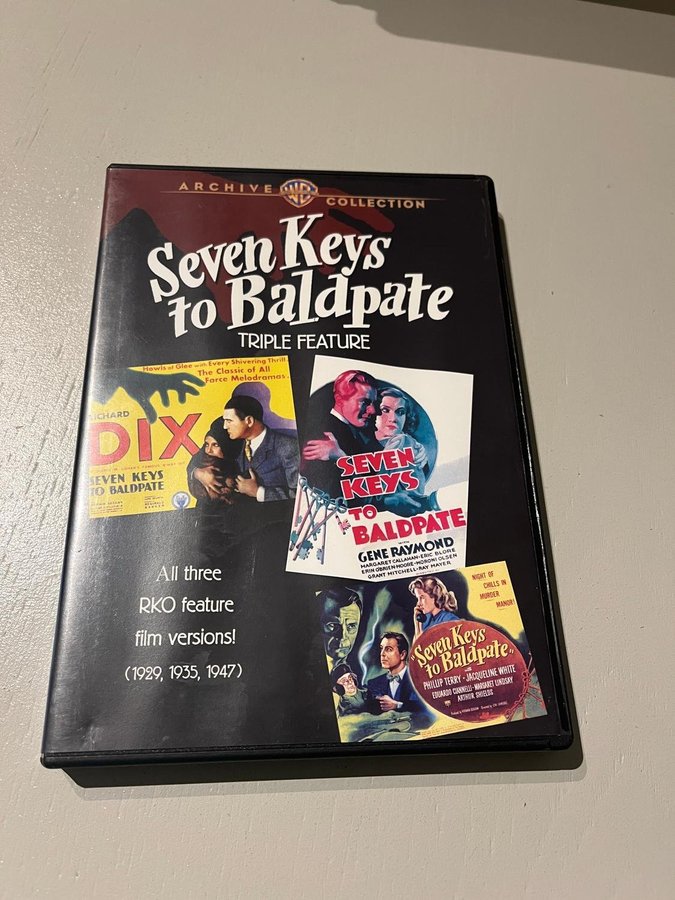 ARCHIVE WB COLLECTION
Seven Keys
to Baldpate
TRIPLE FEATURE
Howls of Glee with Every Shivering Thrill.
The Classic of All
Farce Melodramas.
RICHARD
DIX
SEVEN KEYS
TO BALDPATE
SEVEN
KEYS
TO
BALDPATE
WITH
GENE RAYMOND
MARGARET CALLAHAN·ERIC BLORE
ERIN O'BRIEN-MOORE·MORONI OLSEN
GRANT MITCHELL·RAY MAYER
All three
RKO feature
film versions!
(1929, 1935, 1947)
NIGHT OF
CHILLS IN
MURDER
MANOR!
"Seven Keys
to Baldpate"
with
PHILLIP TERRY · JACQUELINE WHITE
EDUARDO CIANNELLI · MARGARET LINDSAY
ARTHUR SHIELDS